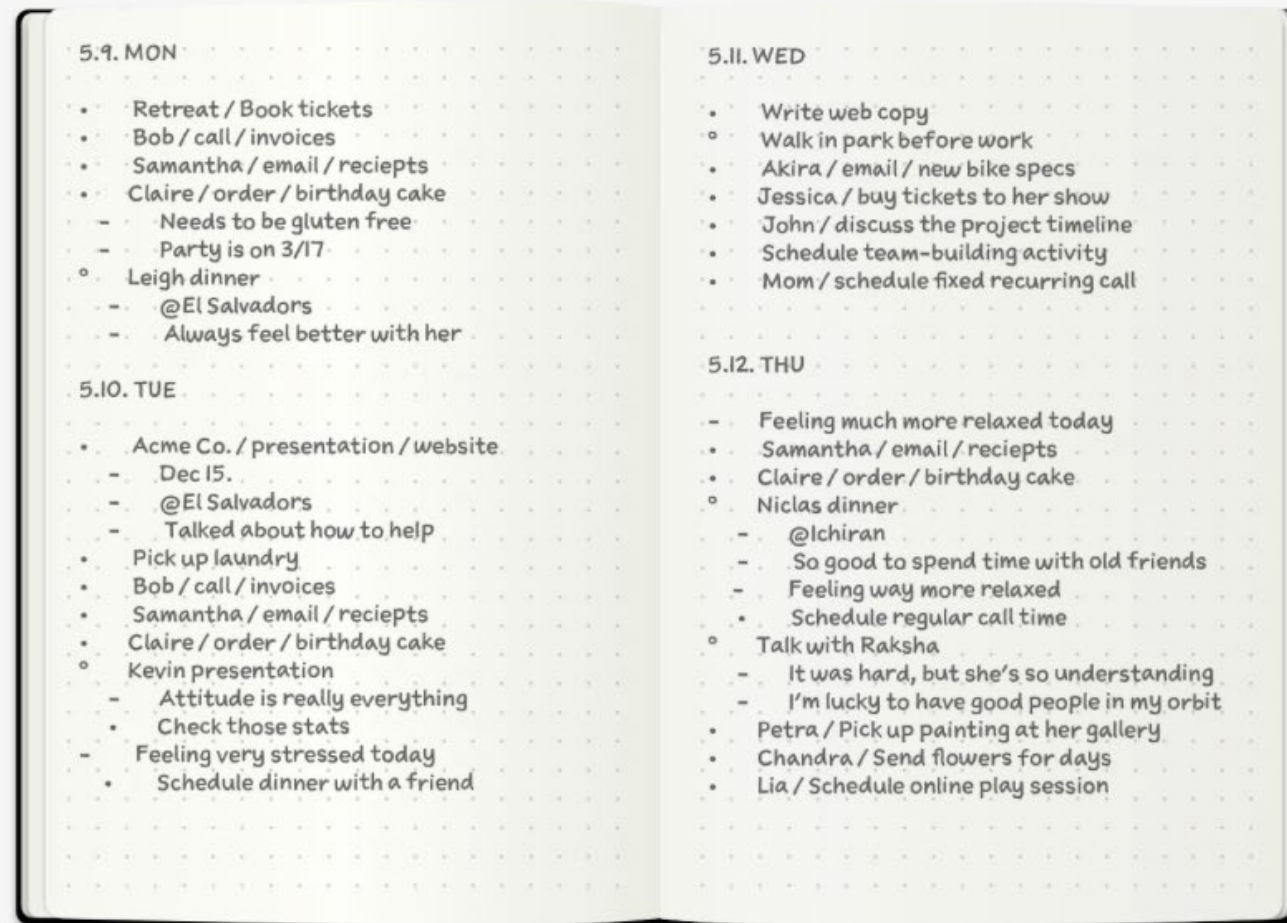 5.9. MON
• Retreat / Book tickets
• Bob / call / invoices
• Samantha / email / reciepts
• Claire / order / birthday cake
- Needs to be gluten free
- Party is on 3/17
° Leigh dinner
- @El Salvadors
- Always feel better with her
5.10. TUE
• Acme Co. / presentation / website
- Dec 15.
- @El Salvadors
- Talked about how to help
• Pick up laundry
• Bob / call / invoices
• Samantha / email / reciepts
• Claire / order / birthday cake
° Kevin presentation
- Attitude is really everything
• Check those stats
- Feeling very stressed today
• Schedule dinner with a friend
5.11. WED
• Write web copy
° Walk in park before work
• Akira / email / new bike specs
• Jessica / buy tickets to her show
• John / discuss the project timeline
• Schedule team-building activity
• Mom / schedule fixed recurring call
5.12. THU
- Feeling much more relaxed today
• Samantha / email / reciepts
• Claire / order / birthday cake
° Niclas dinner
- @Ichiran
- So good to spend time with old friends
- Feeling way more relaxed
• Schedule regular call time
° Talk with Raksha
- It was hard, but she's so understanding
- I'm lucky to have good people in my orbit
• Petra / Pick up painting at her gallery
• Chandra / Send flowers for days
• Lia / Schedule online play session